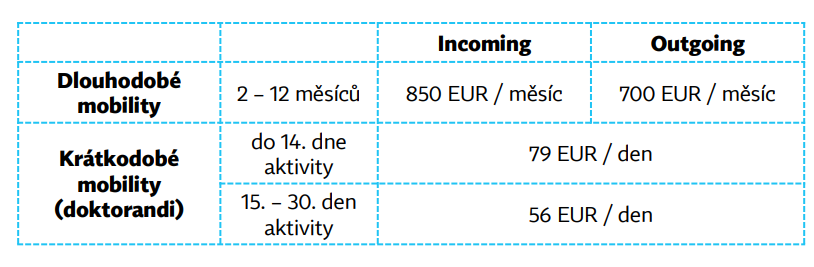 Incoming Outgoing
Dlouhodobé
mobility
2 – 12 měsíců
850 EUR / měsíc
700 EUR / měsíc
Krátkodobé
mobility
(doktorandi)
do 14. dne
aktivity
79 EUR / den
15. – 30. den
aktivity
56 EUR / den